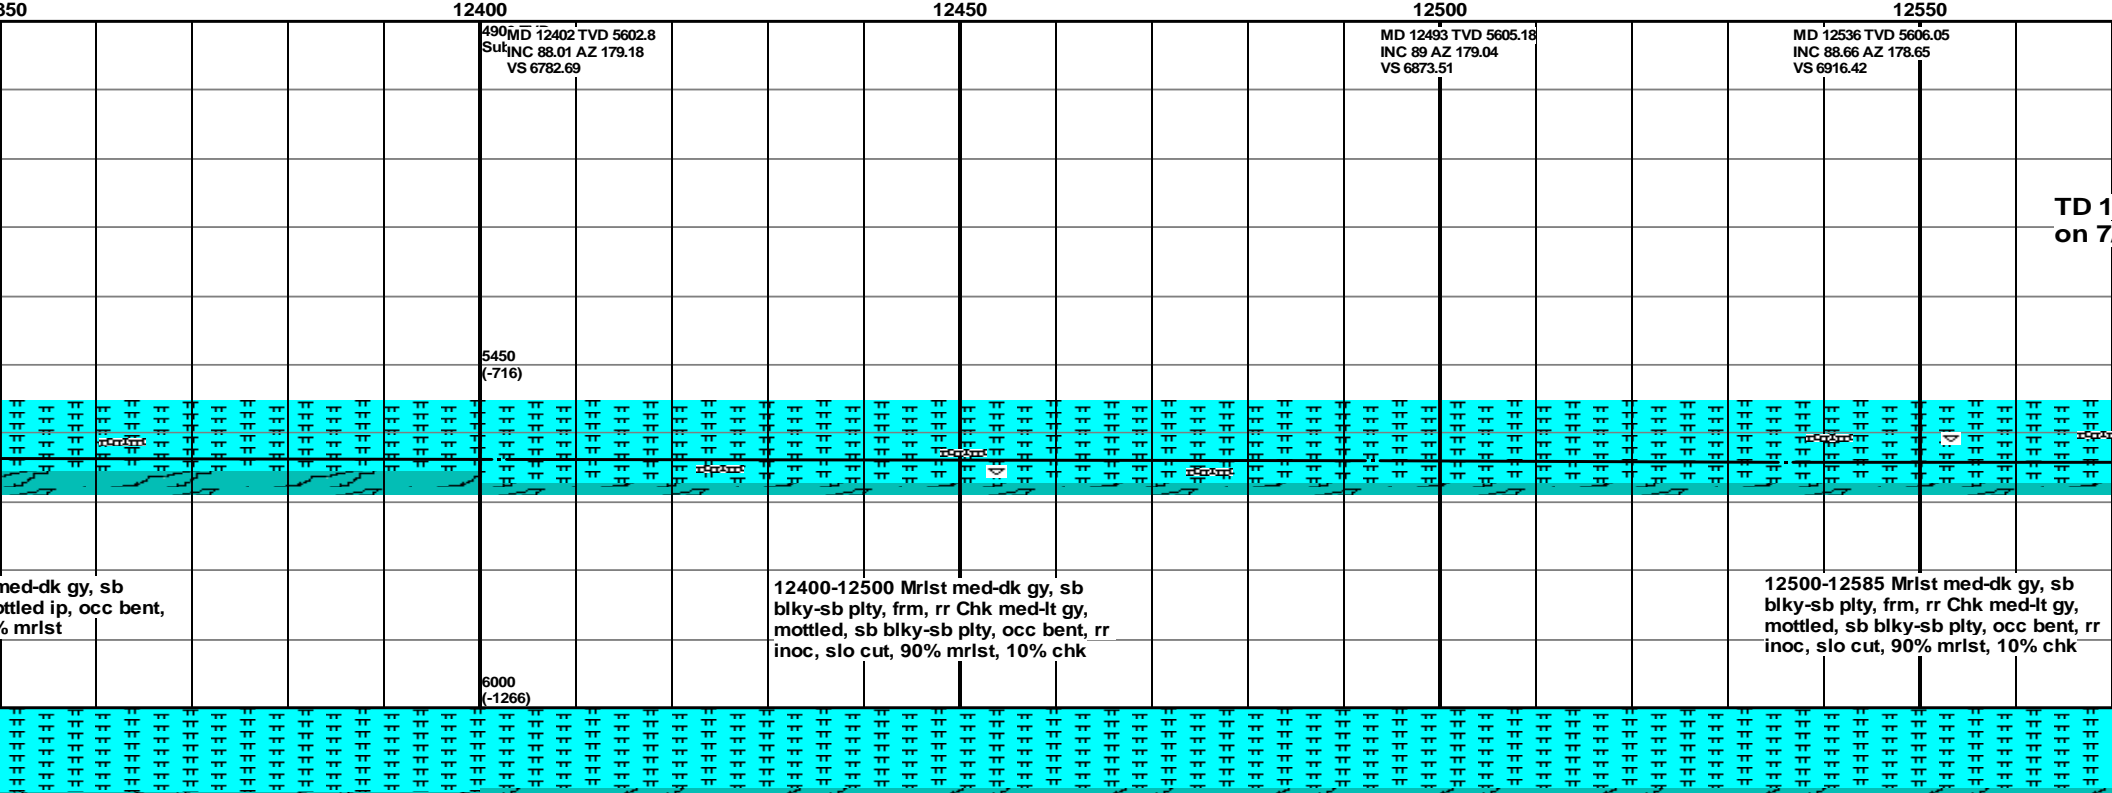 350 12400 12450 12500 12550
490
Sub
MD 12402 TVD 5602.8
INC 88.01 AZ 179.18
VS 6782.69
MD 12493 TVD 5605.18
INC 89 AZ 179.04
VS 6873.51
MD 12536 TVD 5606.05
INC 88.66 AZ 178.65
VS 6916.42
TD 1
on 7
5450
(-716)
med-dk gy, sb
ottled ip, occ bent,
% mrlst
12400-12500 Mrlst med-dk gy, sb
blky-sb plty, frm, rr Chk med-lt gy,
mottled, sb blky-sb plty, occ bent, rr
inoc, slo cut, 90% mrlst, 10% chk
12500-12585 Mrlst med-dk gy, sb
blky-sb plty, frm, rr Chk med-lt gy,
mottled, sb blky-sb plty, occ bent, rr
inoc, slo cut, 90% mrlst, 10% chk
6000
(-1266)